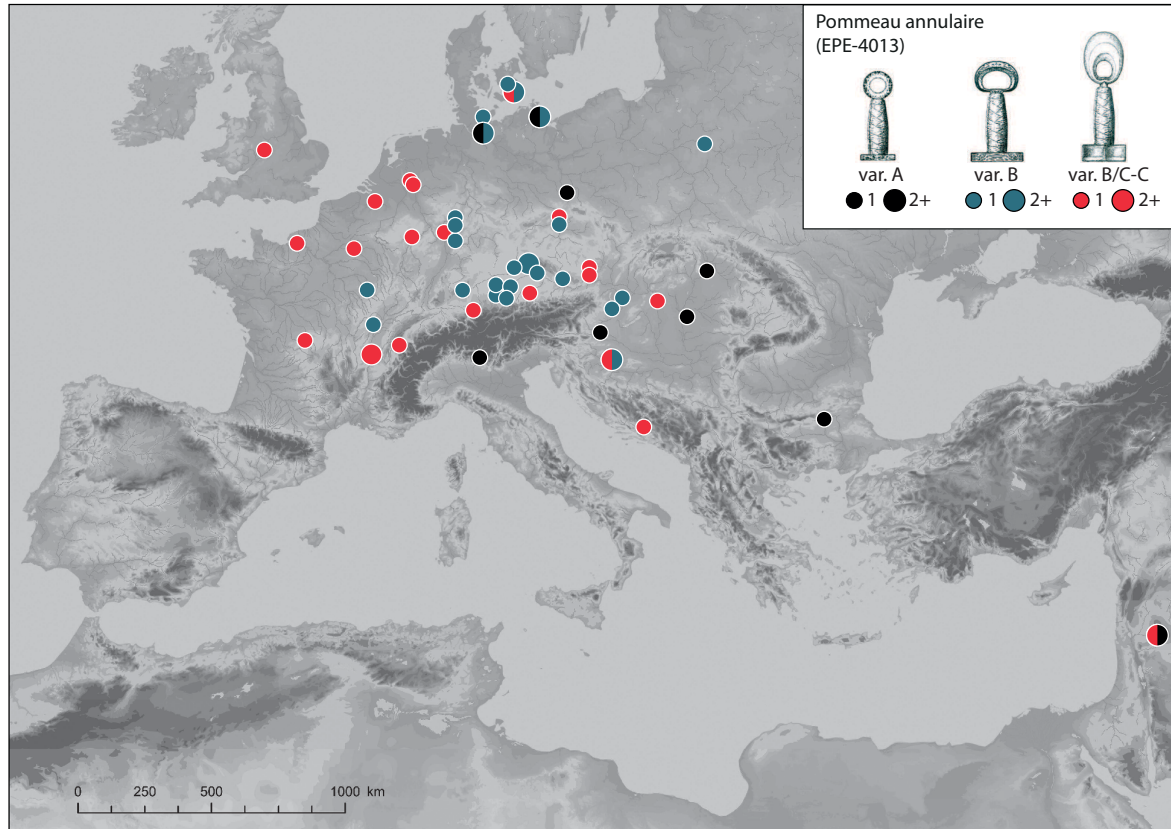 Pommeau annulaire
(EPE-4013)
var. A
var. B
var. B/C-C
1 2+
1 2+
1 2+
0 250 500 1000 km